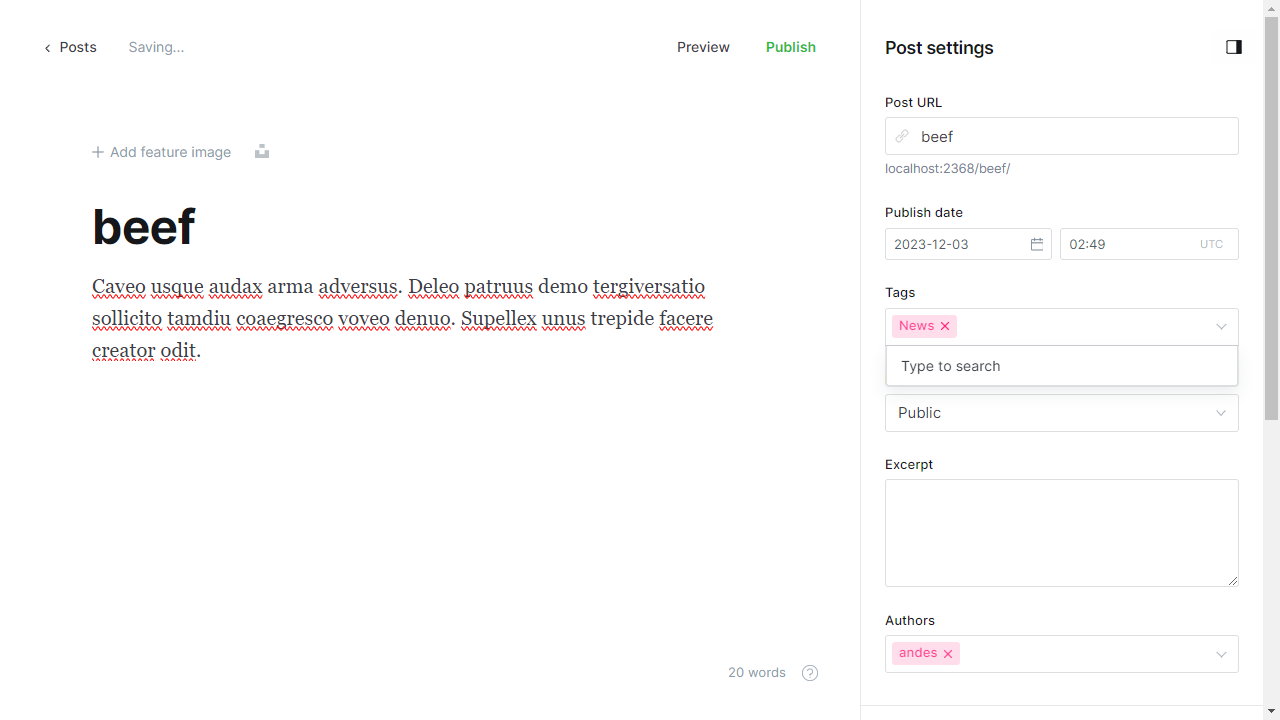 Posts
Saving...
Preview
Publish
Add feature image
beef
Caveo usque audax arma adversus. Deleo patruus demo tergiversatio
sollicito tamdiu coaegresco voveo denuo. Supellex unus trepide facere
creator odit.
20 words
?
Post settings
Post URL
beef
localhost:2368/beef/
Publish date
2023-12-03
02:49 UTC
Tags
News
Type to search
Public
Excerpt
Authors
andes